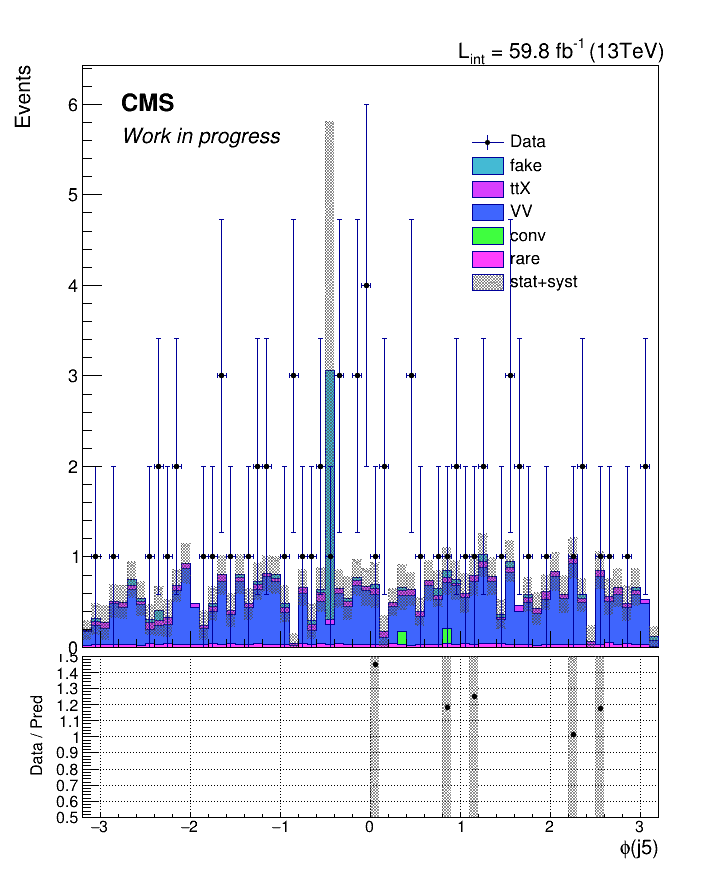 L_int = 59.8 fb^-1 (13TeV)
Events
CMS
Work in progress
Data
fake
ttX
VV
conv
rare
stat+syst
6
5
4
3
2
1
0
Data / Pred
1.5
1.4
1.3
1.2
1.1
1
0.9
0.8
0.7
0.6
0.5
−3 −2 −1 0 1 2 3
ϕ(j5)